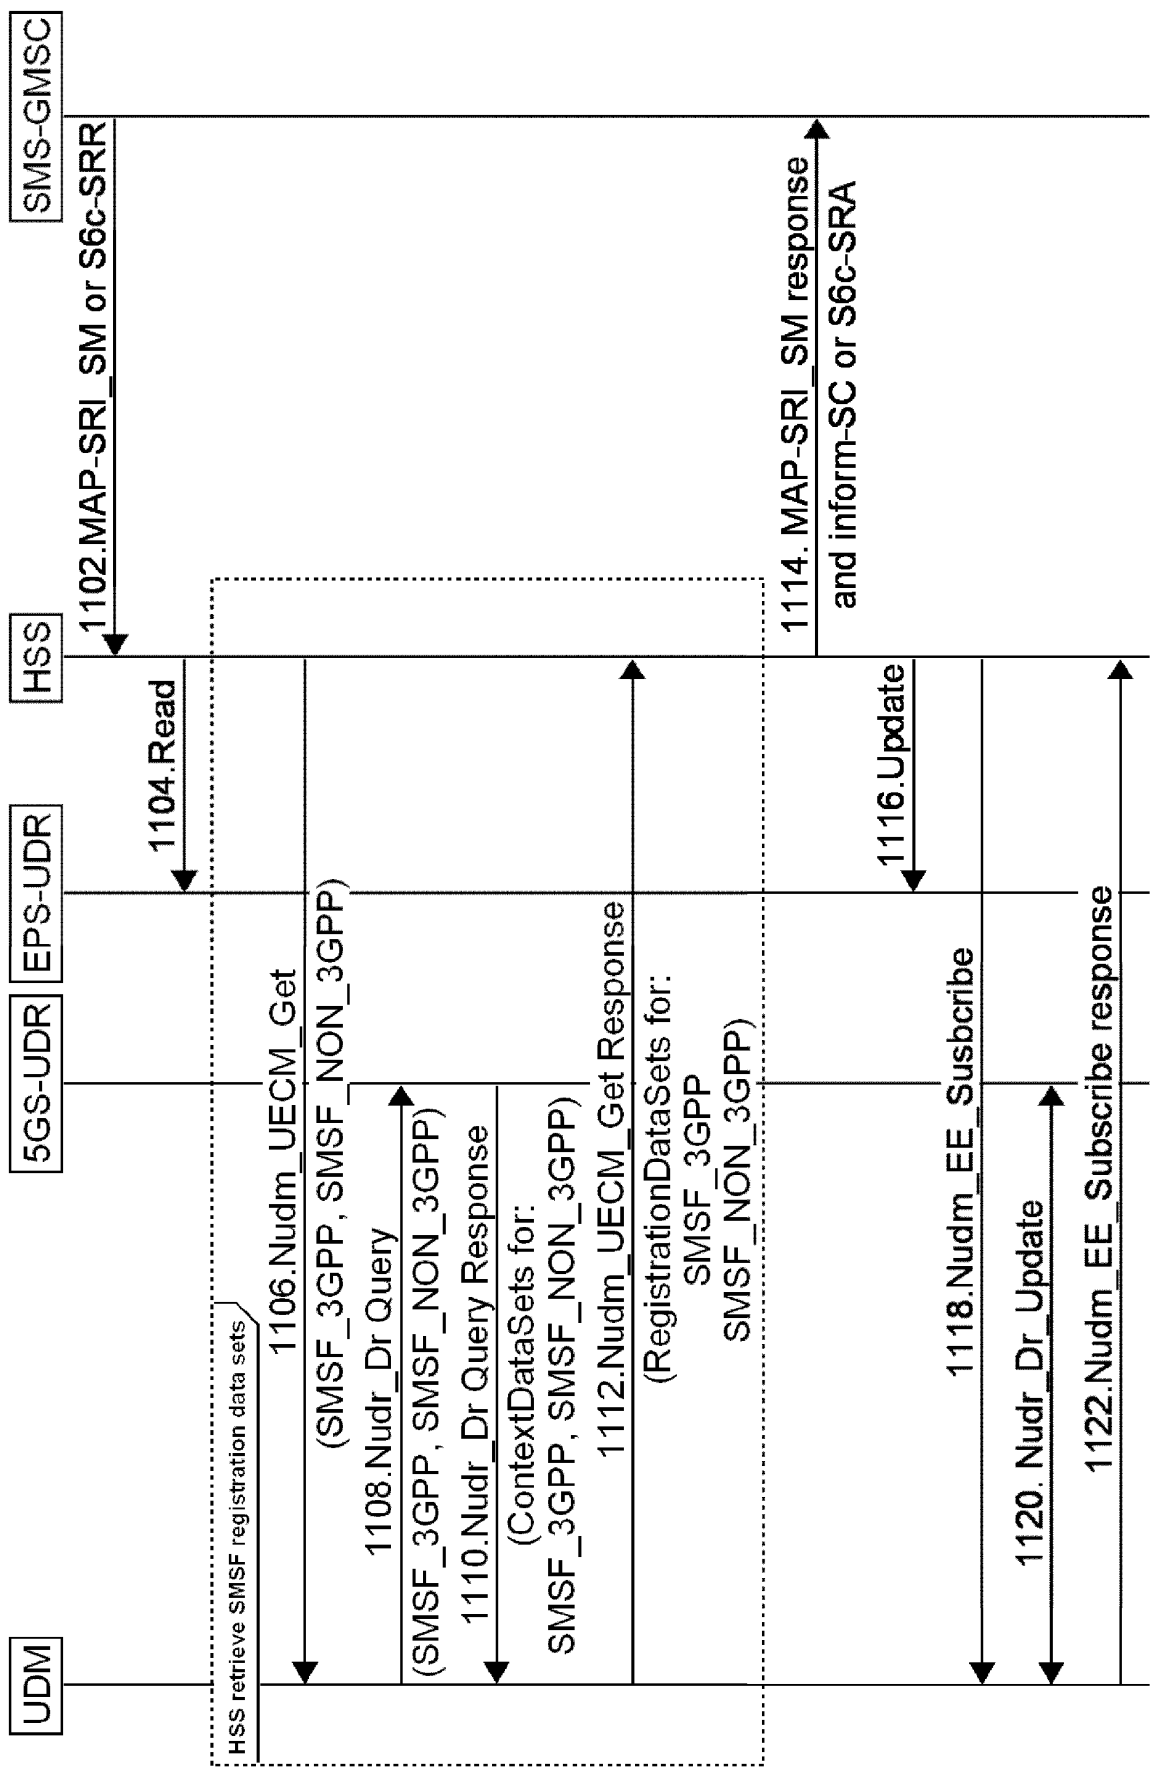 UDM
5GS-UDR
EPS-UDR
HSS
SMS-GMSC
1102.MAP-SRI_SM or S6c-SRR
1104.Read
HSS retrieve SMSF registration data sets
1106.Nudm_UECM_Get
(SMSF_3GPP, SMSF_NON_3GPP)
1108.Nudr_Dr Query
(SMSF_3GPP, SMSF_NON_3GPP)
1110.Nudr_Dr Query Response
(ContextDataSets for:
SMSF_3GPP, SMSF_NON_3GPP)
1112.Nudm_UECM_Get Response
(RegistrationDataSets for:
SMSF_3GPP
SMSF_NON_3GPP)
1114. MAP-SRI_SM response
and inform-SC or S6c-SRA
1116.Update
1118.Nudm_EE_Susbcribe
1120. Nudr_Dr_Update
1122.Nudm_EE_Subscribe response